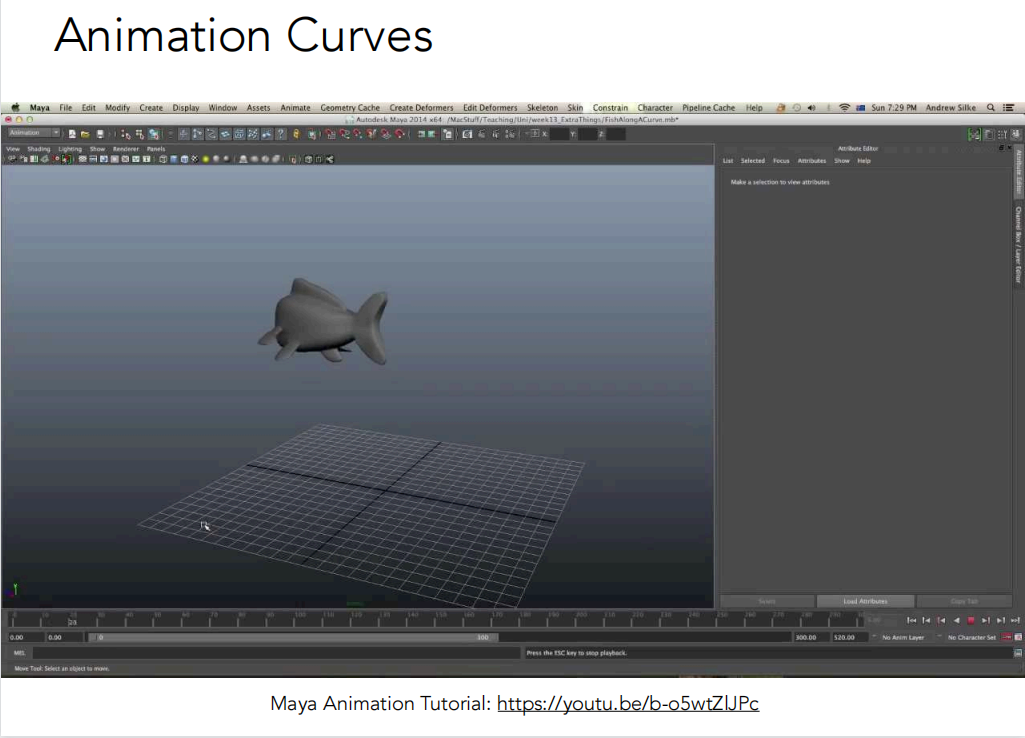 Animation Curves
Maya File Edit Modify Create Display Window Assets Animate Geometry Cache Create Deformers Edit Deformers Skeleton Skin Constrain Character Pipeline Cache Help Sun 7:29 PM Andrew Silke
Autodesk Maya 2014 x64: /MacStuff/Teaching/Uni/week13_ExtraThings/FishAlongACurve.mb*
Animation X: Y: Z:
View Shading Lighting Show Renderer Panels
Attribute Editor
List Selected Focus Attributes Show Help
Make a selection to view attributes
Attribute Editor
Channel Box / Layer Editor
Y
Select Load Attributes Copy Tab
20
0.00 0.00 0 300 300.00 520.00 No Anim Layer No Character Set
MEL Press the ESC key to stop playback.
Move Tool: Select an object to move.
Maya Animation Tutorial: https://youtu.be/b-o5wtZlJPc